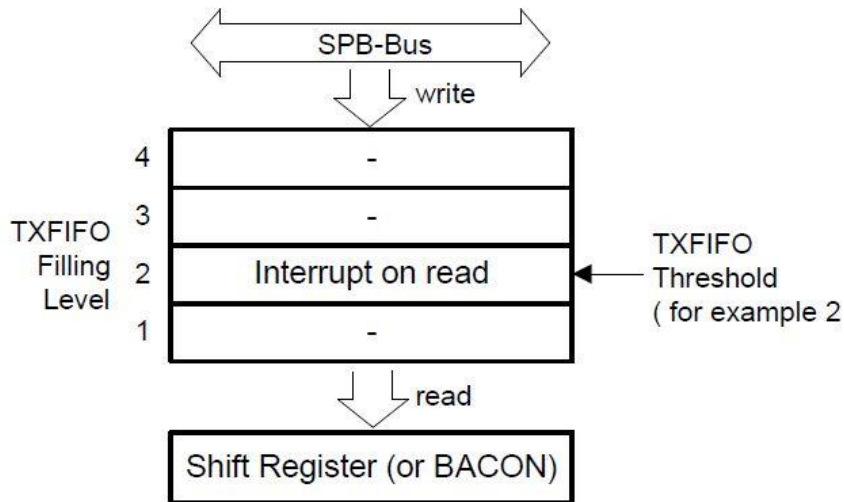 SPB-Bus
write
4
-
3
-
TXFIFO
Filling
Level
2
Interrupt on read
TXFIFO
Threshold
( for example 2
1
-
read
Shift Register (or BACON)